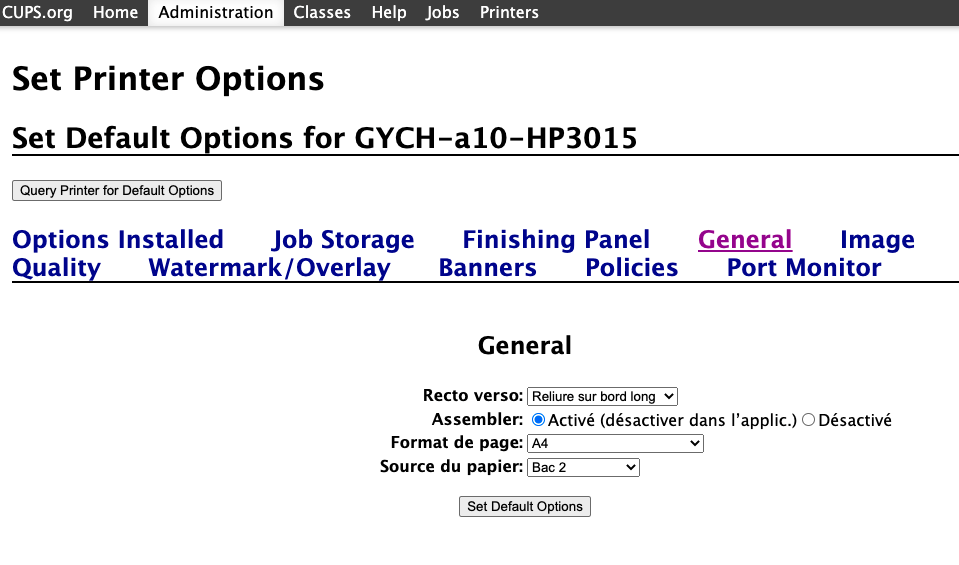 CUPS.org Home Administration Classes Help Jobs Printers
Set Printer Options
Set Default Options for GYCH-a10-HP3015
Query Printer for Default Options
Options Installed Job Storage Finishing Panel General Image
Quality Watermark/Overlay Banners Policies Port Monitor
General
Recto verso: Reliure sur bord long
Assembler: Activé (désactiver dans l’applic.) Désactivé
Format de page: A4
Source du papier: Bac 2
Set Default Options